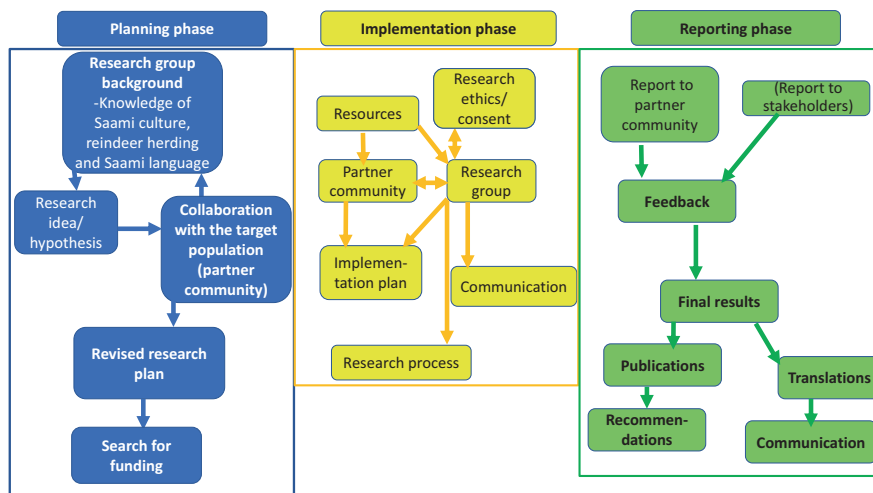 Planning phase
Research group
background
-Knowledge of
Saami culture,
reindeer herding
and Saami language
Research
idea/
hypothesis
Collaboration
with the target
population
(partner
community)
Revised research
plan
Search for
funding
Implementation phase
Resources
Research
ethics/
consent
Partner
community
Research
group
Implemen-
tation plan
Communication
Research process
Reporting phase
Report to
partner
community
(Report to
stakeholders)
Feedback
Final results
Publications
Translations
Recommen-
dations
Communication